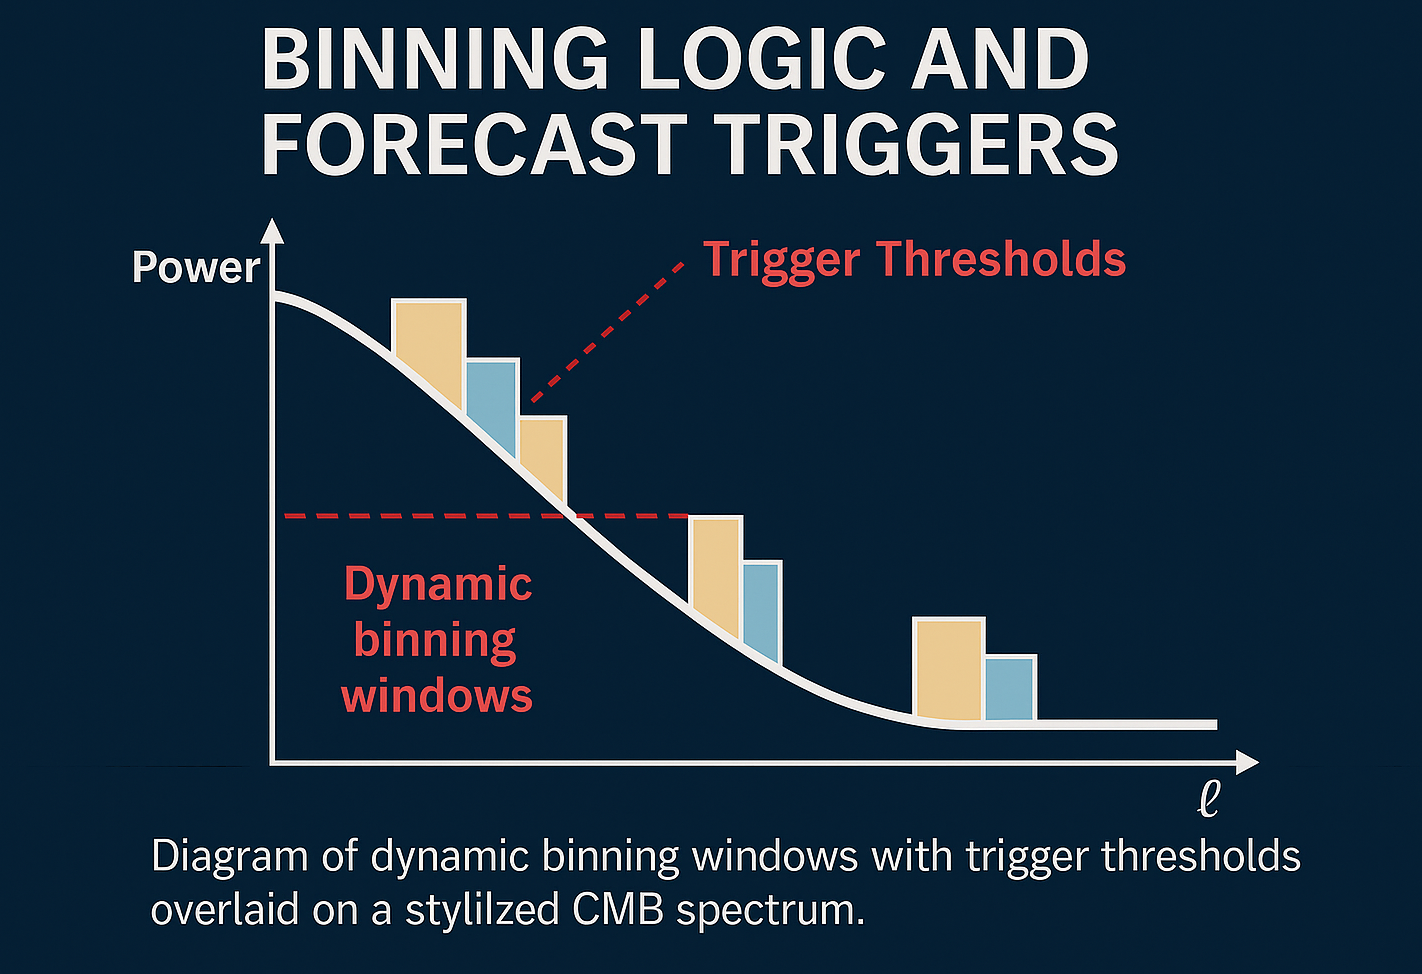 BINNING LOGIC AND
FORECAST TRIGGERS
Power
Trigger Thresholds
Dynamic
binning
windows
ℓ
Diagram of dynamic binning windows with trigger thresholds
overlaid on a stylilzed CMB spectrum.